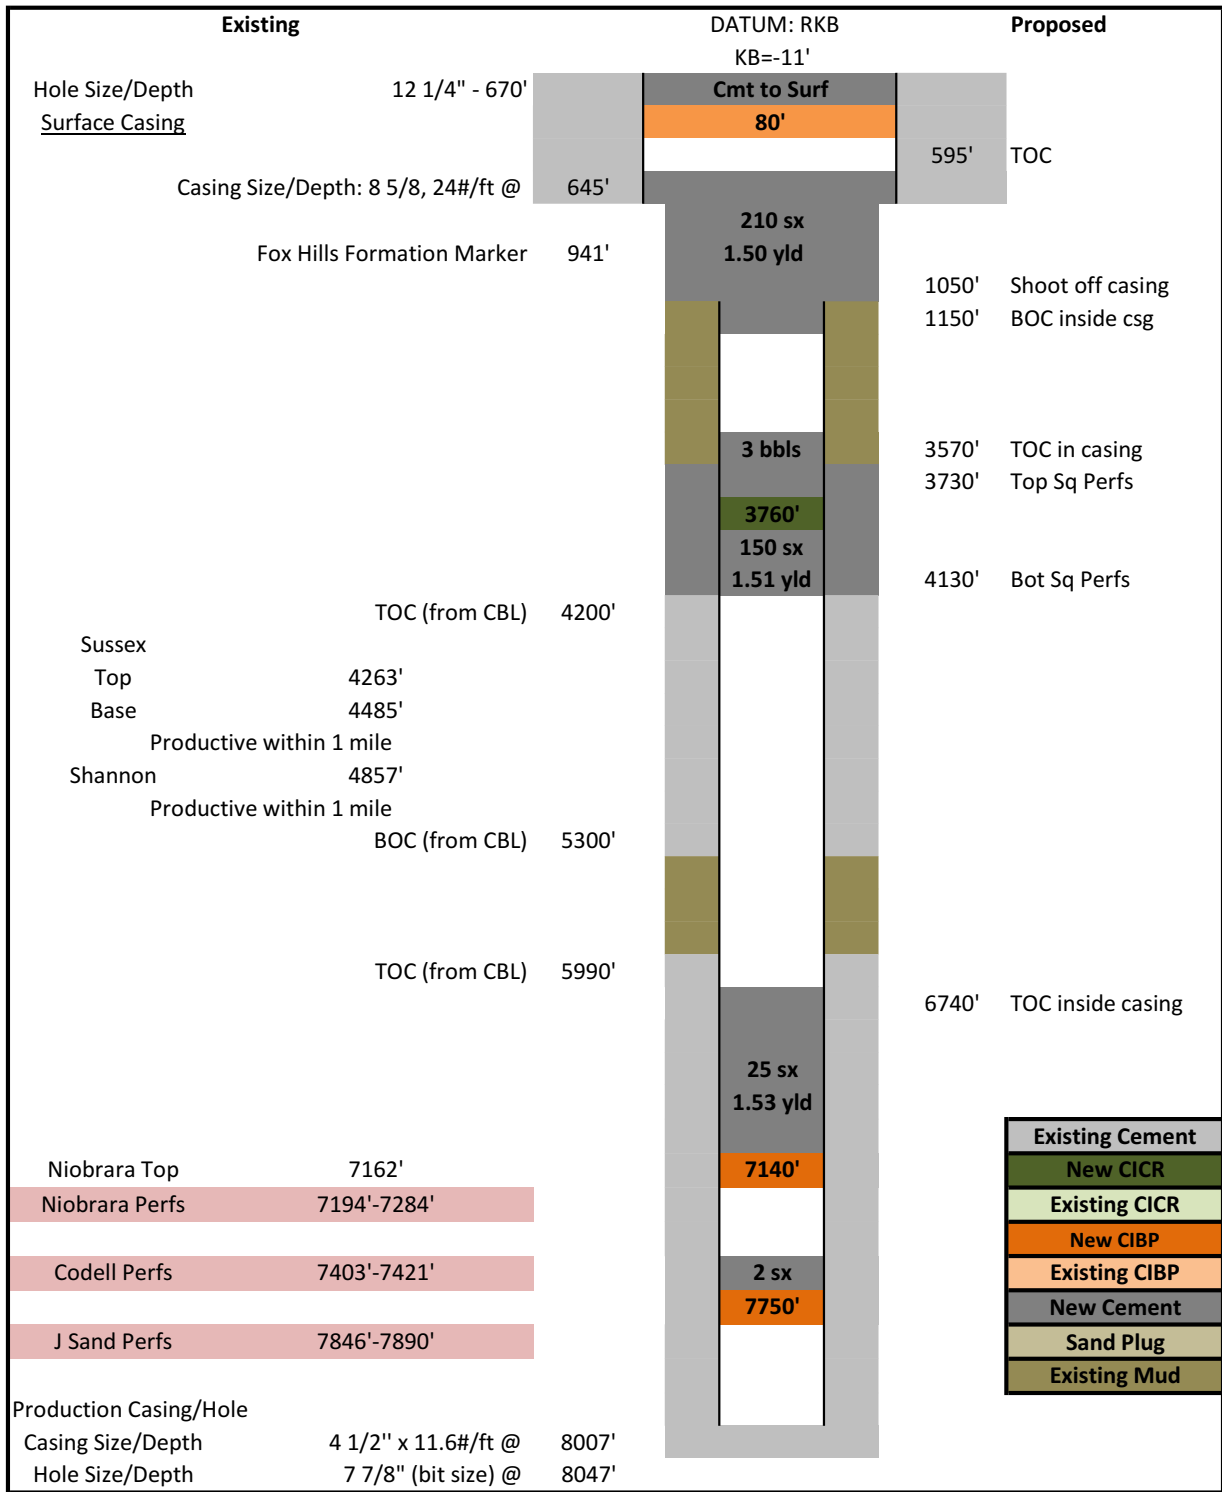 Existing DATUM: RKB Proposed
KB=-11'
Hole Size/Depth 12 1/4" - 670' Cmt to Surf
Surface Casing 80'
595' TOC
Casing Size/Depth: 8 5/8, 24#/ft @ 645'
210 sx
Fox Hills Formation Marker 941' 1.50 yld
1050' Shoot off casing
1150' BOC inside csg
3 bbls 3570' TOC in casing
3730' Top Sq Perfs
3760'
150 sx
1.51 yld 4130' Bot Sq Perfs
TOC (from CBL) 4200'
Sussex
Top 4263'
Base 4485'
Productive within 1 mile
Shannon 4857'
Productive within 1 mile
BOC (from CBL) 5300'
TOC (from CBL) 5990'
6740' TOC inside casing
25 sx
1.53 yld
Existing Cement
Niobrara Top 7162' 7140' New CICR
Niobrara Perfs 7194'-7284' Existing CICR
New CIBP
Codell Perfs 7403'-7421' 2 sx Existing CIBP
7750' New Cement
J Sand Perfs 7846'-7890' Sand Plug
Existing Mud
Production Casing/Hole
Casing Size/Depth 4 1/2'' x 11.6#/ft @ 8007'
Hole Size/Depth 7 7/8" (bit size) @ 8047'